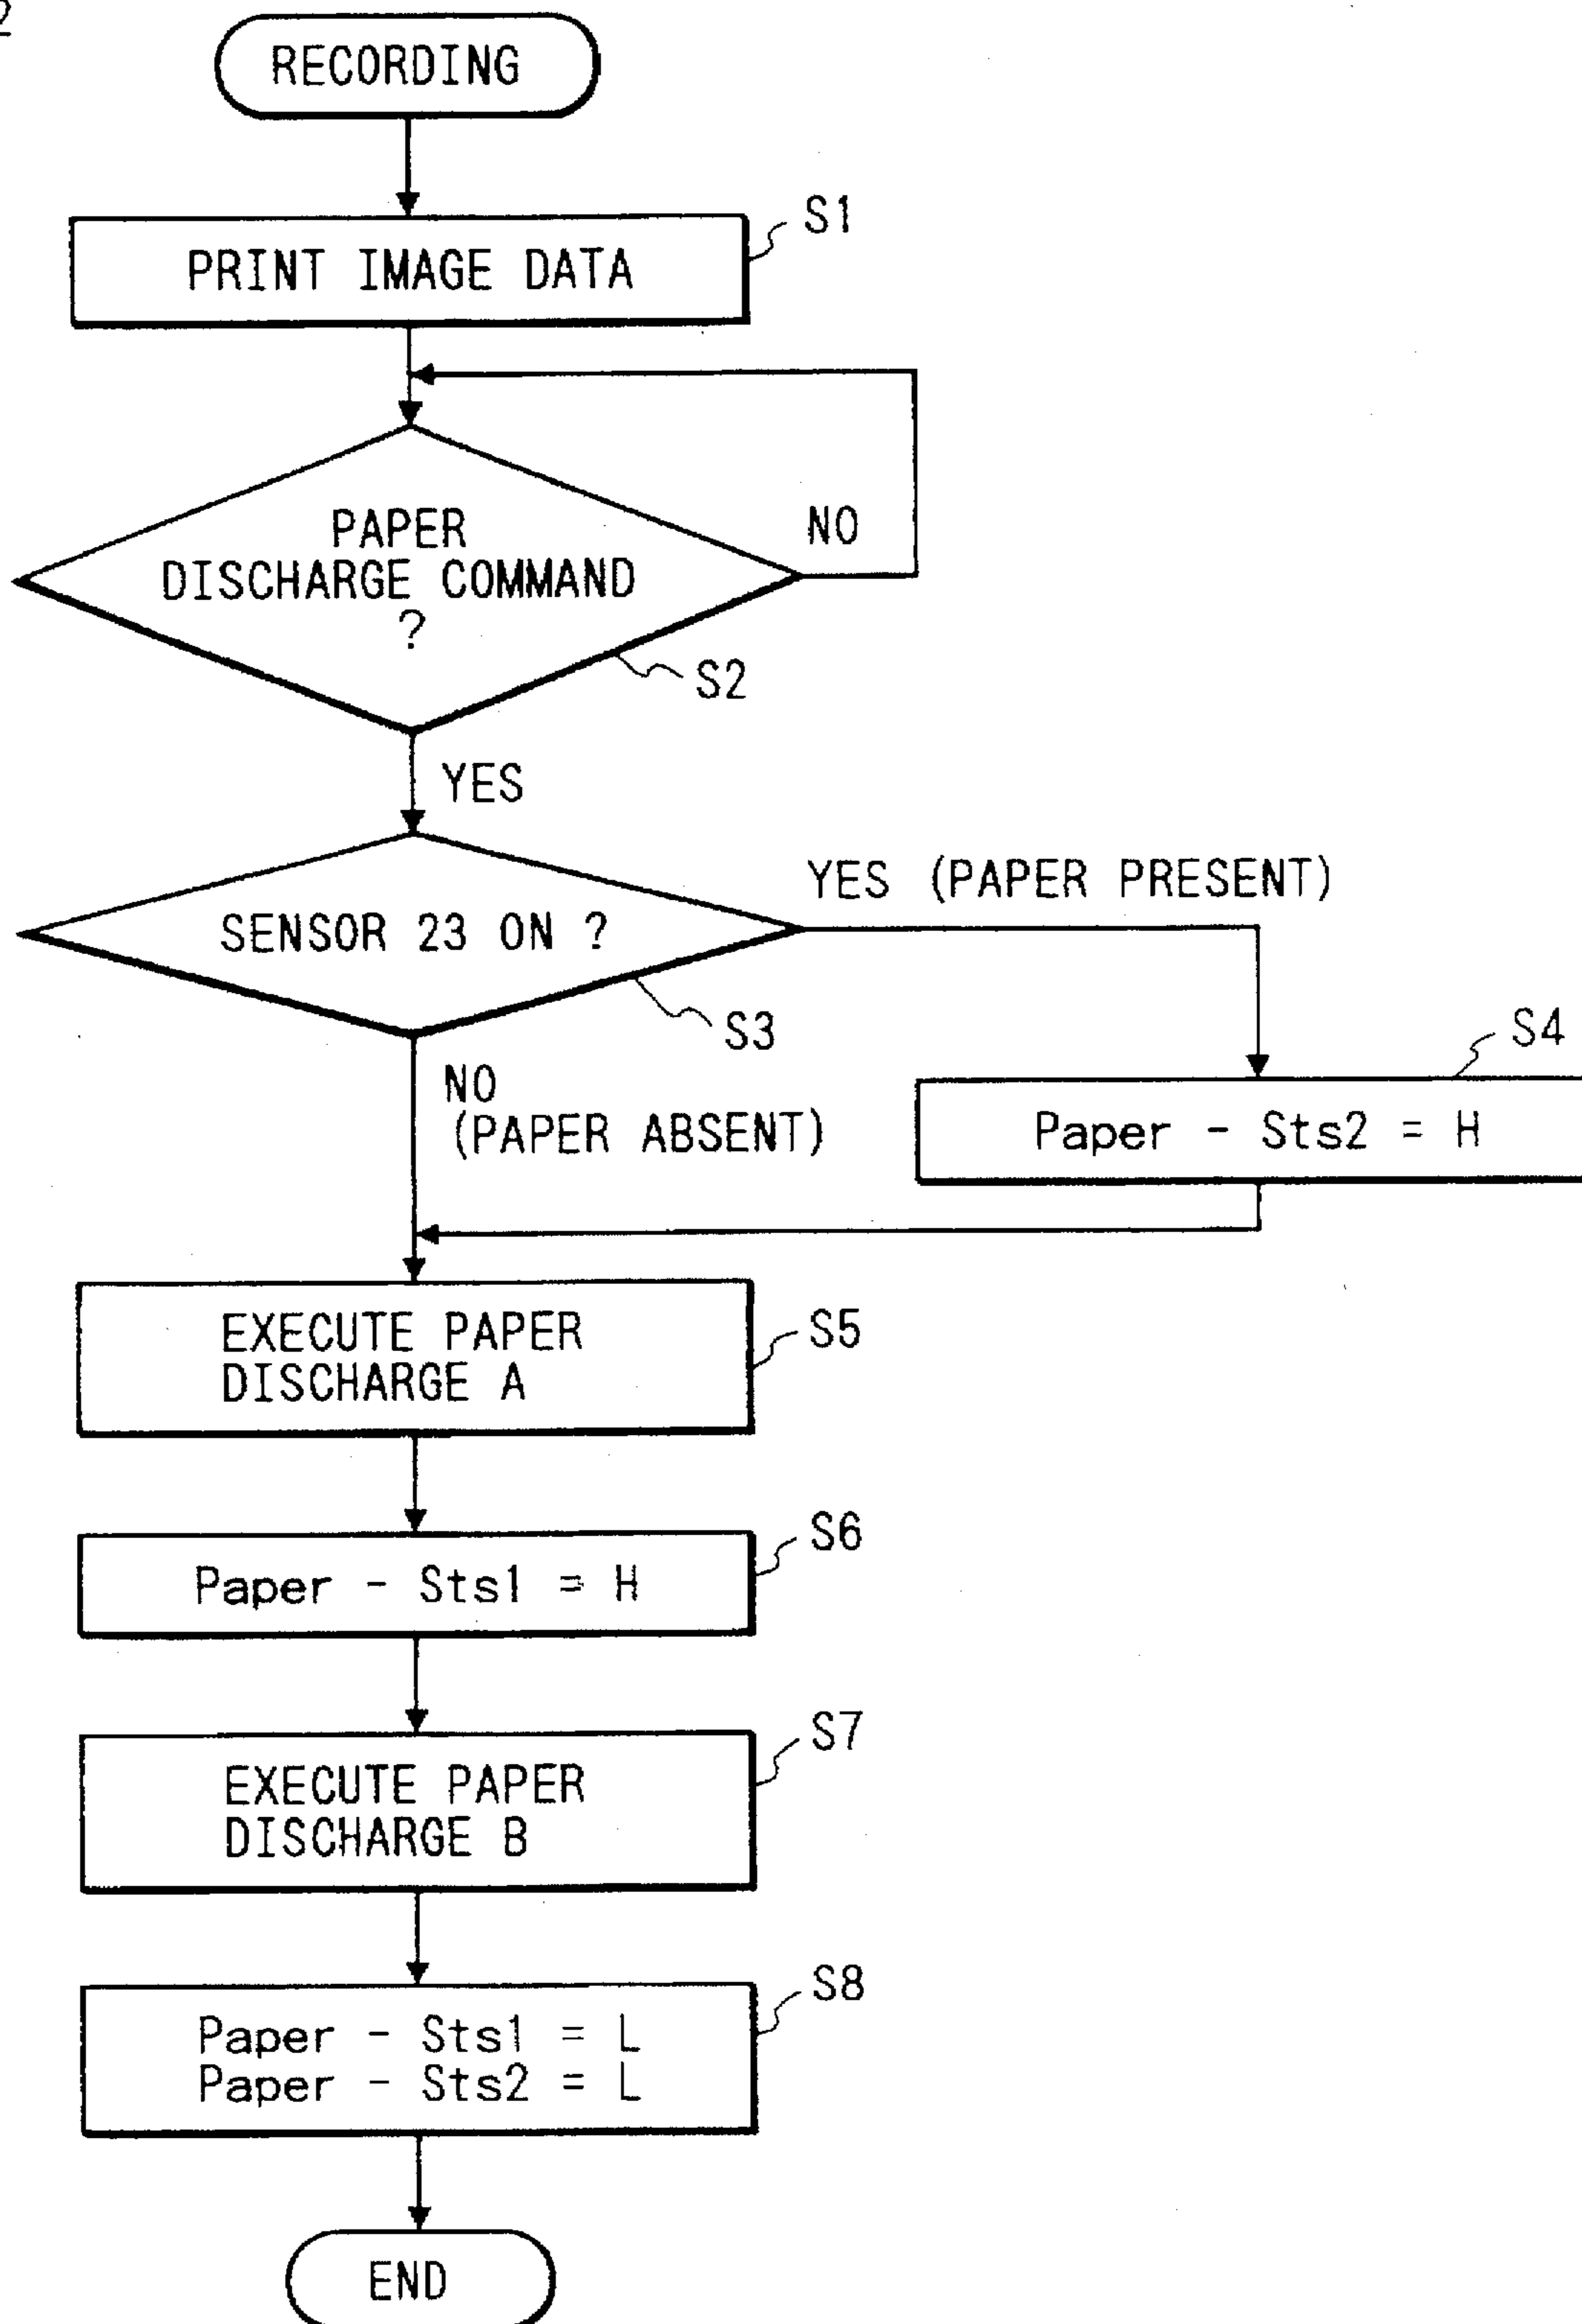 2
RECORDING
S1
PRINT IMAGE DATA
PAPER
DISCHARGE COMMAND
?
NO
S2
YES
SENSOR 23 ON ?
YES (PAPER PRESENT)
S3
S4
NO
(PAPER ABSENT)
Paper - Sts2 = H
EXECUTE PAPER
DISCHARGE A
S5
S6
Paper - Sts1 = H
S7
EXECUTE PAPER
DISCHARGE B
S8
Paper - Sts1 = L
Paper - Sts2 = L
END